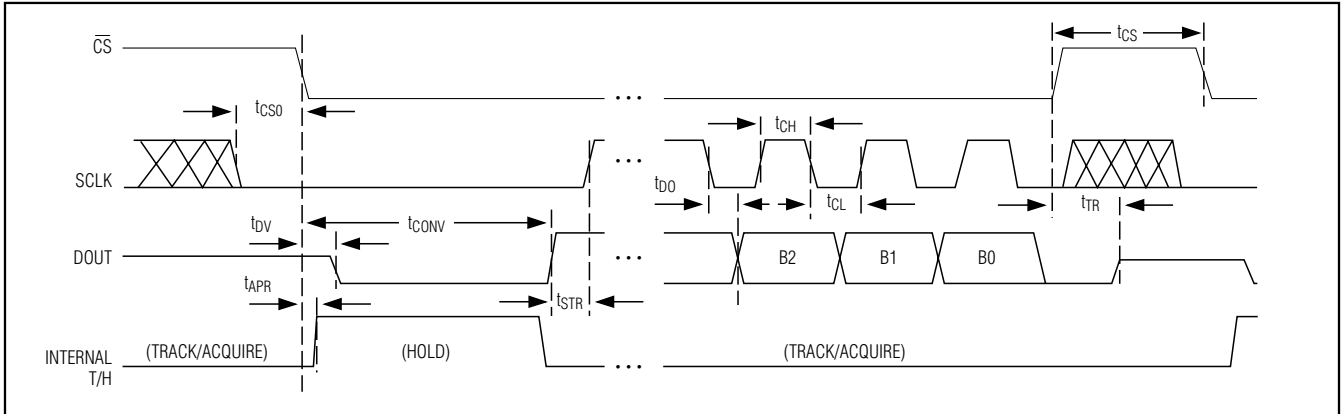 CS
tCS
tCS0
• • •
tCH
• • •
SCLK
tDO
tCL
tTR
tDV
tCONV
DOUT
• • •
B2
B1
B0
tAPR
tSTR
(TRACK/ACQUIRE)
(HOLD)
(TRACK/ACQUIRE)
INTERNAL
T/H
• • •